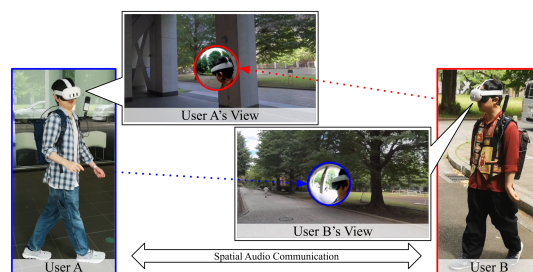 User A's View
User B's View
Spatial Audio Communication
User A
User B